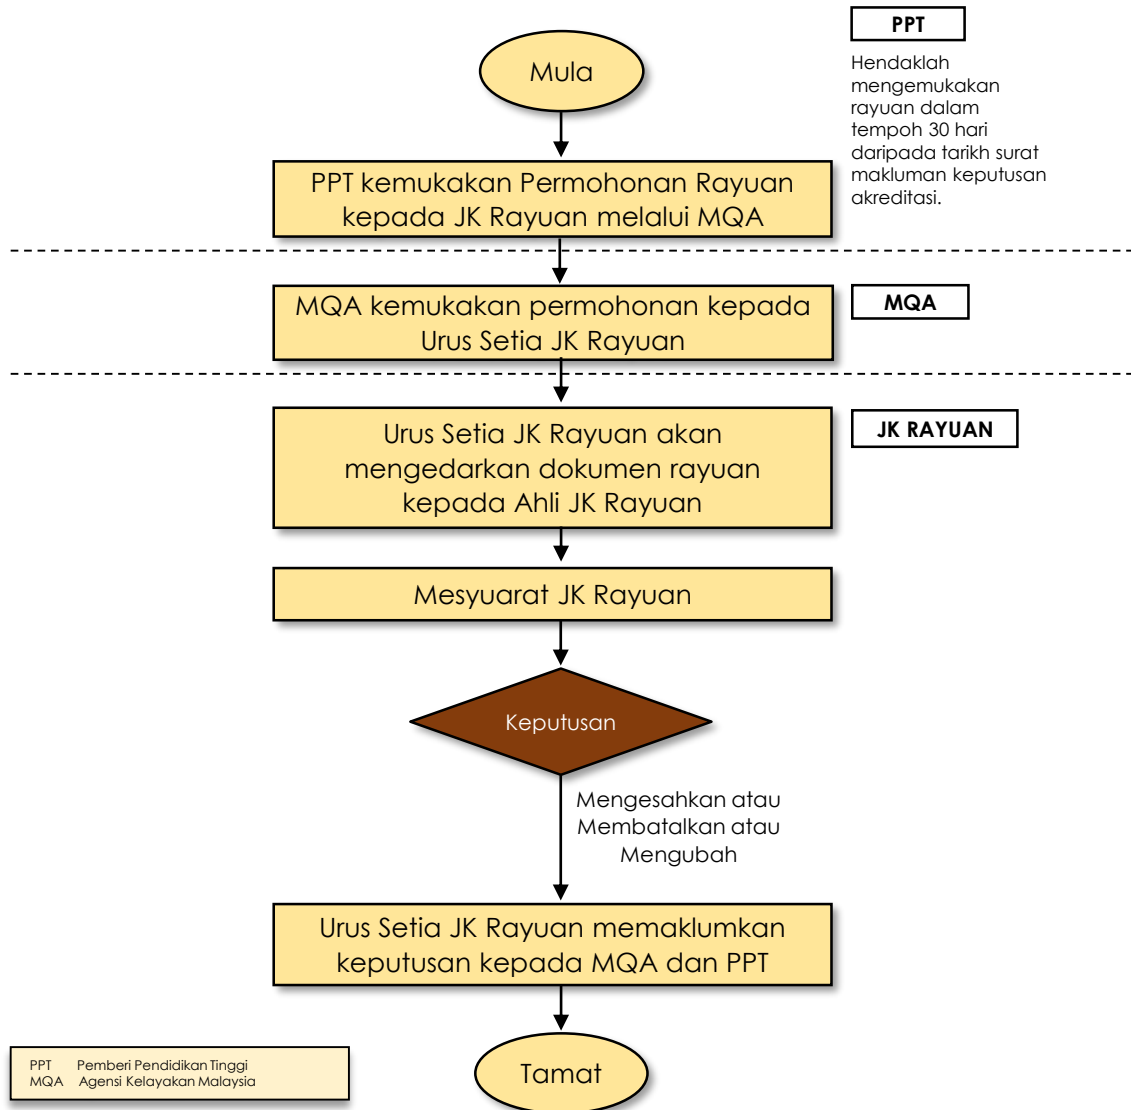 PPT
Mula
Hendaklah
mengemukakan
rayuan dalam
tempoh 30 hari
daripada tarikh surat
makluman keputusan
akreditasi.
PPT kemukakan Permohonan Rayuan
kepada JK Rayuan melalui MQA
MQA kemukakan permohonan kepada
Urus Setia JK Rayuan
MQA
Urus Setia JK Rayuan akan
mengedarkan dokumen rayuan
kepada Ahli JK Rayuan
JK RAYUAN
Mesyuarat JK Rayuan
Keputusan
Mengesahkan atau
Membatalkan atau
Mengubah
Urus Setia JK Rayuan memaklumkan
keputusan kepada MQA dan PPT
Tamat
PPT Pemberi Pendidikan Tinggi
MQA Agensi Kelayakan Malaysia